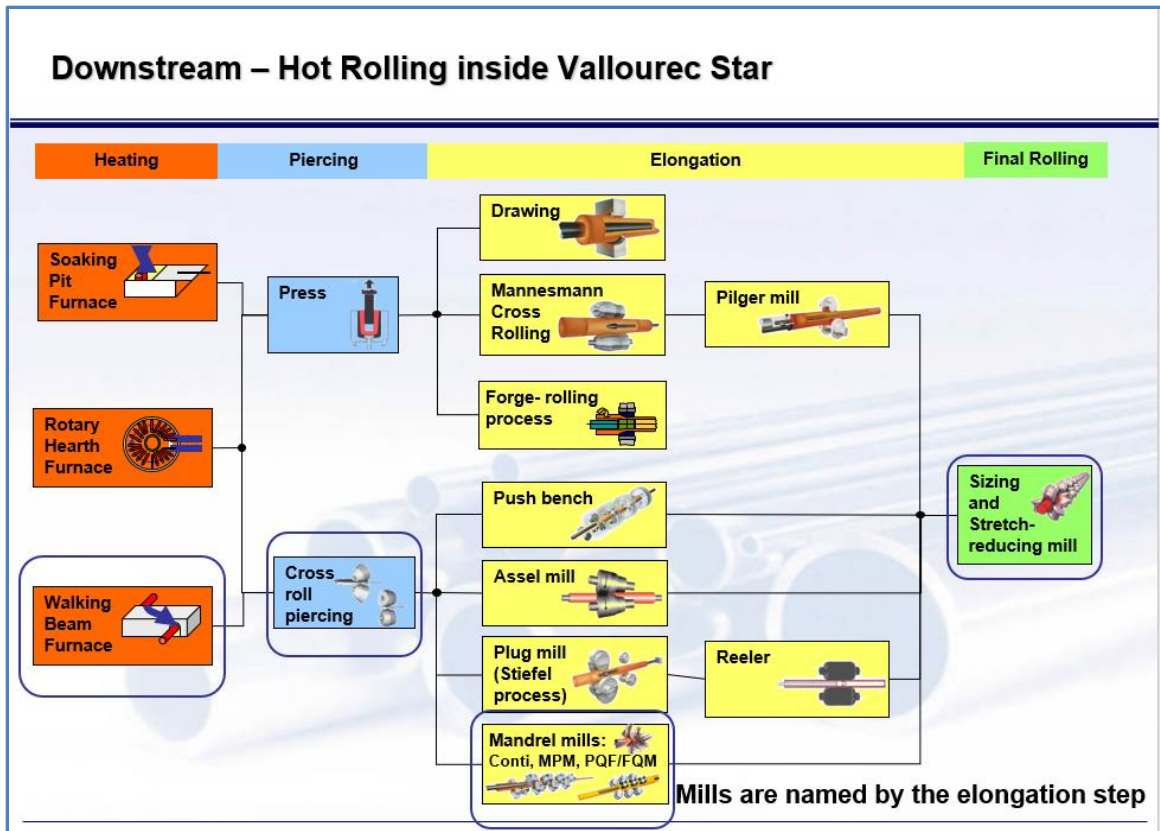 Downstream – Hot Rolling inside Vallourec Star
Heating
Piercing
Elongation
Final Rolling
Soaking
Pit
Furnace
Rotary
Hearth
Furnace
Walking
Beam
Furnace
Press
Cross
roll
piercing
Drawing
Mannesmann
Cross
Rolling
Pilger mill
Forge- rolling
process
Push bench
Assel mill
Plug mill
(Stiefel
process)
Reeler
Mandrel mills:
Conti, MPM, PQF/FQM
Sizing
and
Stretch-
reducing mill
Mills are named by the elongation step